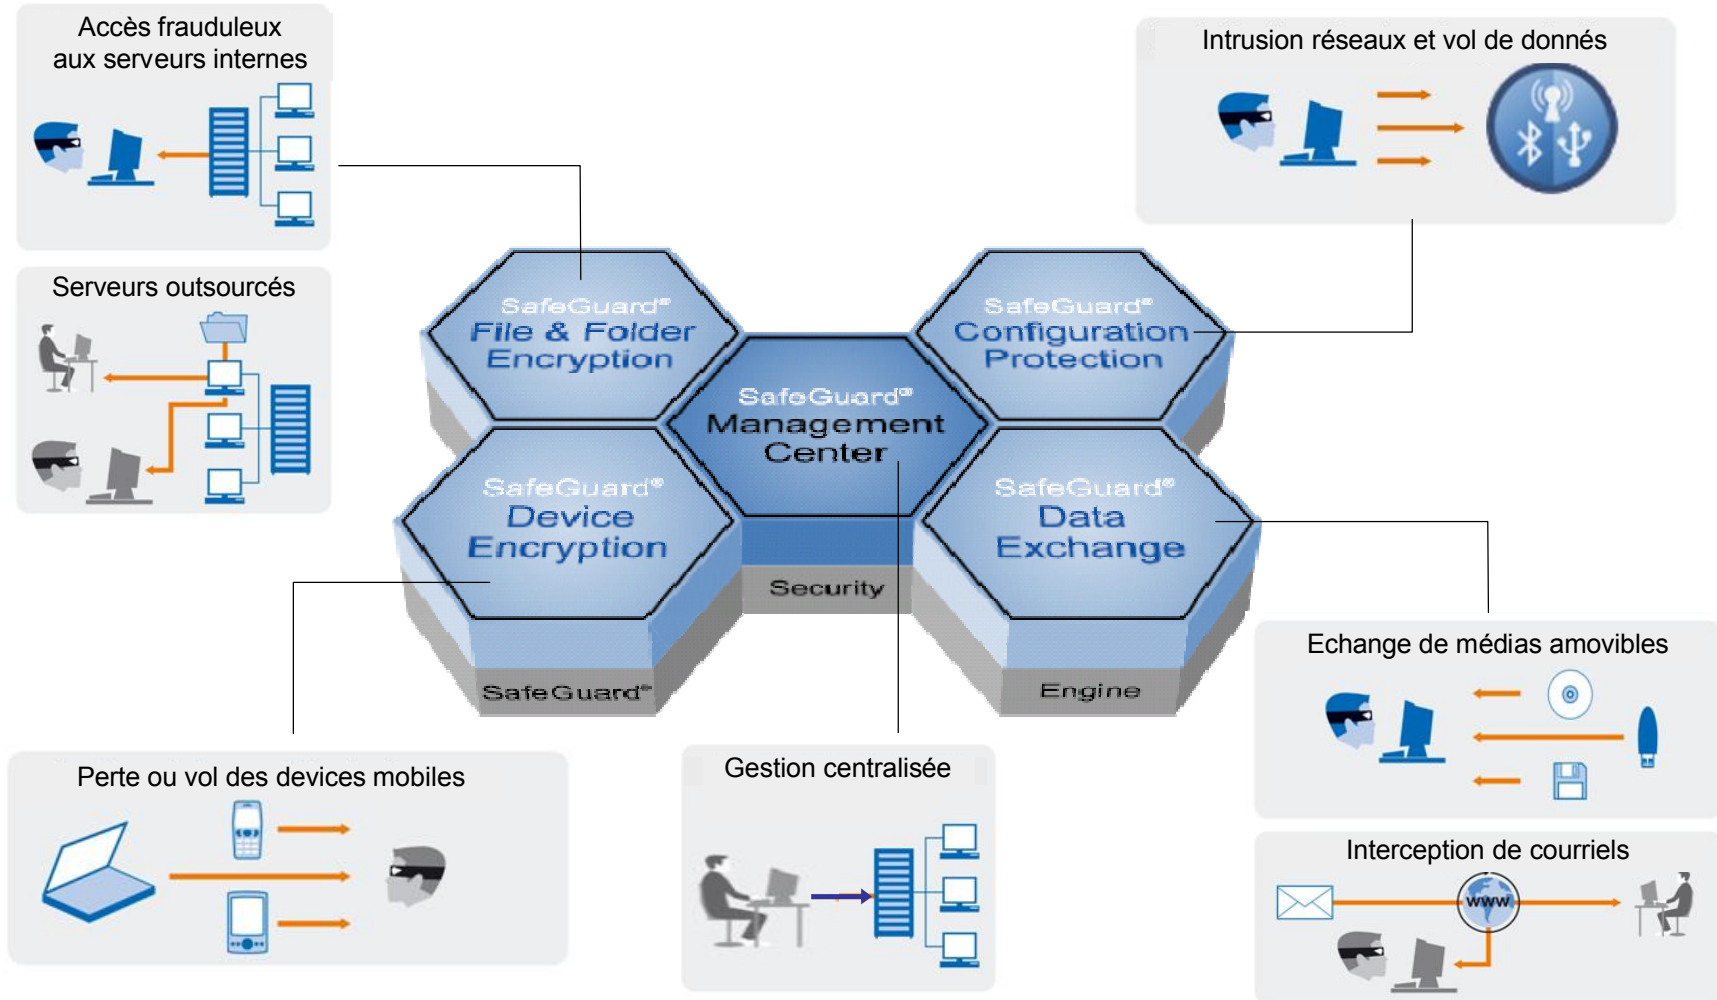 Accès frauduleux
aux serveurs internes
Intrusion réseaux et vol de donnés
Serveurs outsourcés
SafeGuard®
File & Folder
Encryption
SafeGuard®
Configuration
Protection
SafeGuard®
Management
Center
SafeGuard®
Device
Encryption
SafeGuard®
Data
Exchange
SafeGuard®
Security
Engine
Echange de médias amovibles
Perte ou vol des devices mobiles
Gestion centralisée
Interception de courriels
www